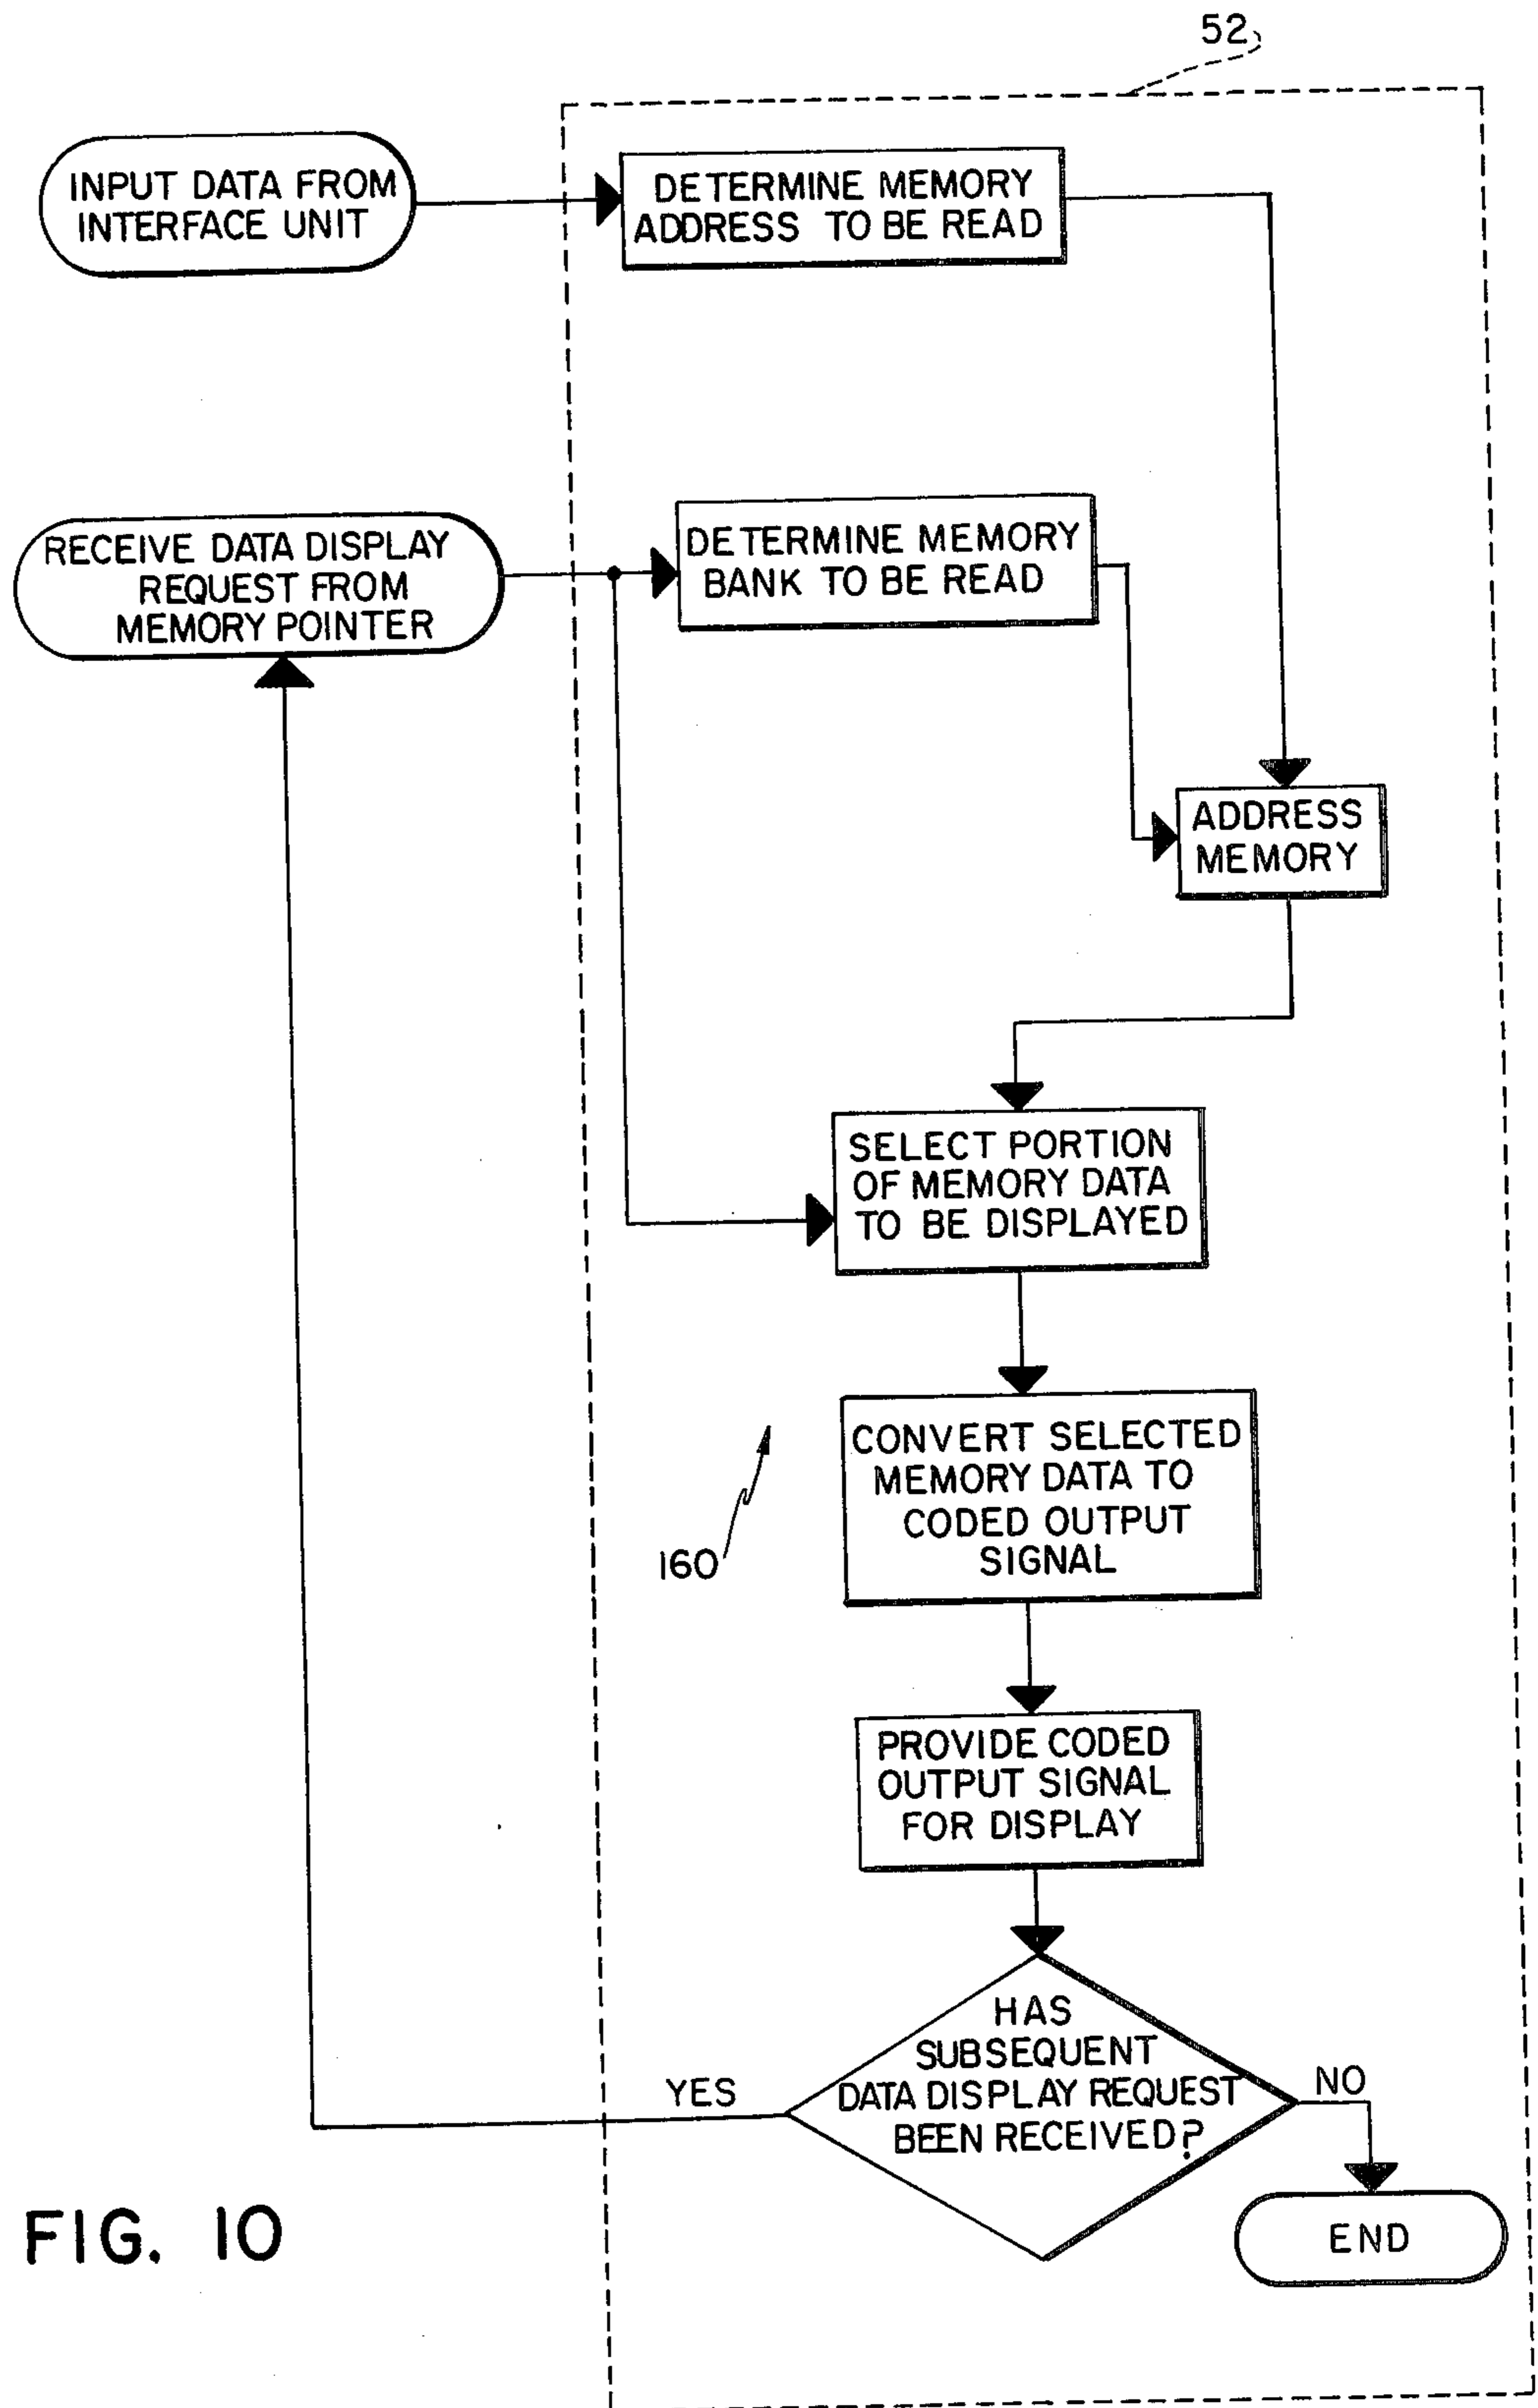 52
INPUT DATA FROM
INTERFACE UNIT
DETERMINE MEMORY
ADDRESS TO BE READ
RECEIVE DATA DISPLAY
REQUEST FROM
MEMORY POINTER
DETERMINE MEMORY
BANK TO BE READ
ADDRESS
MEMORY
SELECT PORTION
OF MEMORY DATA
TO BE DISPLAYED
CONVERT SELECTED
MEMORY DATA TO
CODED OUTPUT
SIGNAL
160
PROVIDE CODED
OUTPUT SIGNAL
FOR DISPLAY
HAS
SUBSEQUENT
DATA DISPLAY REQUEST
BEEN RECEIVED?
YES
NO
END
FIG. 10